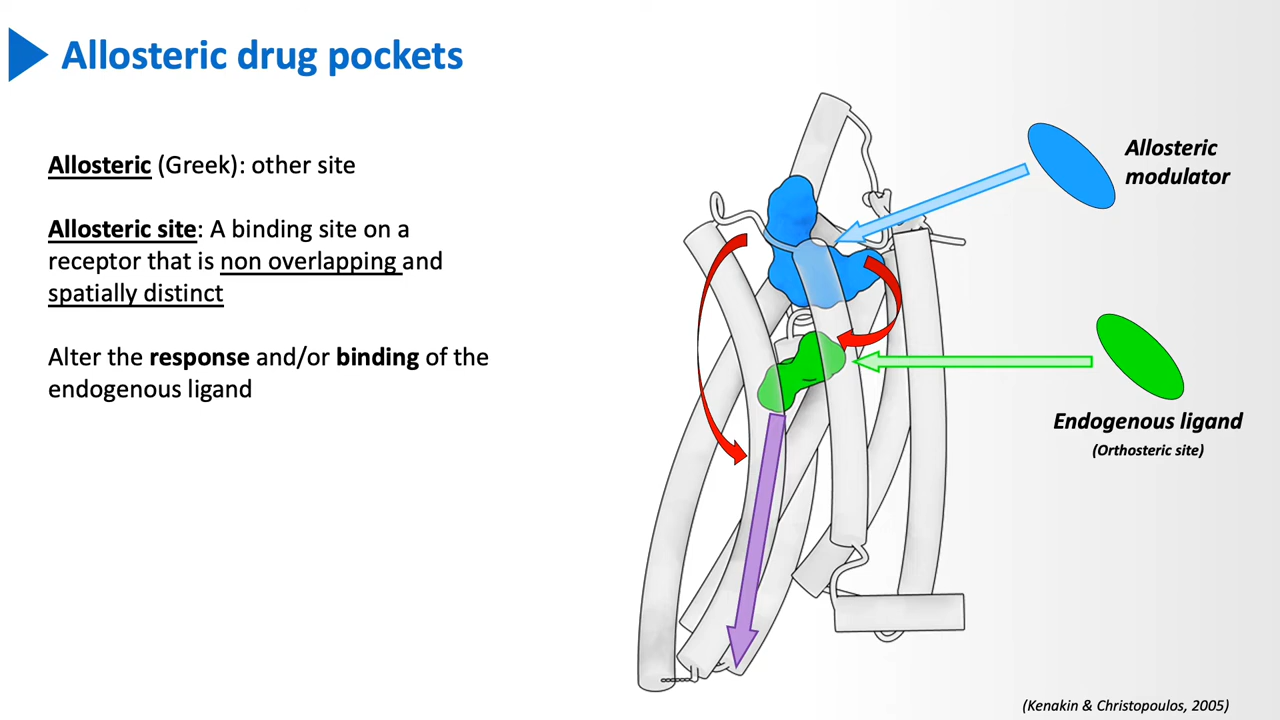 Allosteric drug pockets
Allosteric (Greek): other site
Allosteric site: A binding site on a
receptor that is non overlapping and
spatially distinct
Alter the response and/or binding of the
endogenous ligand
Allosteric
modulator
Endogenous ligand
(Orthosteric site)
(Kenakin & Christopoulos, 2005)